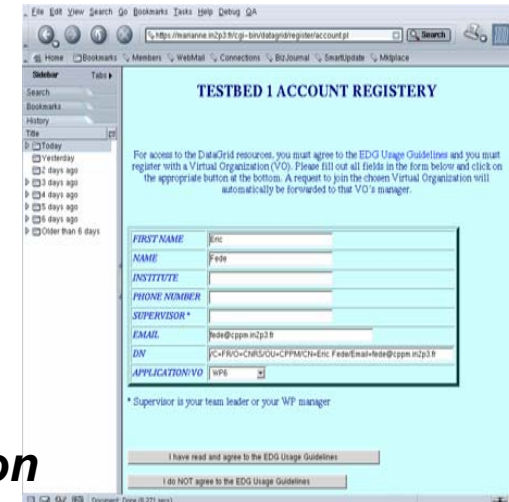 File Edit View Search Go Bookmarks Tasks Help Debug QA
https://marianne.in2p3.fr/cgi-bin/datagrid/register/account.pl Search
Home Bookmarks Members WebMail Connections BizJournal SmartUpdate Mktplace
Sidebar Tabs
Search
Bookmarks
History
Title
Today
Yesterday
2 days ago
3 days ago
4 days ago
5 days ago
6 days ago
Older than 6 days
TESTBED 1 ACCOUNT REGISTERY
For access to the DataGrid resources, you must agree to the EDG Usage Guidelines and you must
register with a Virtual Organization (VO). Please fill out all fields in the form below and click on
the appropriate button at the bottom. A request to join the chosen Virtual Organization will
automatically be forwarded to that VO's manager.
FIRST NAME Eric
NAME Fede
INSTITUTE
PHONE NUMBER
SUPERVISOR *
EMAIL fede@cppm.in2p3.fr
DN /C=FR/O=CNRS/OU=CPPM/CN=Eric Fede/Email=fede@cppm.in2p3.fr
APPLICATION/VO WP6
* Supervisor is your team leader or your WP manager
I have read and agree to the EDG Usage Guidelines
I do NOT agree to the EDG Usage Guidelines
on
Document: Done (8.271 secs)